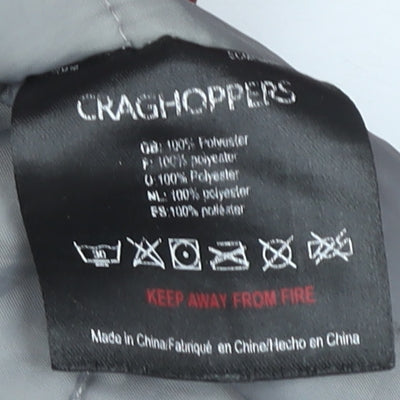 CRAGHOPPERS
GB: 100% Polyester
F: 100% polyester
D:100% Polyester
NL: 100% polyester
ES:100% poliéster
KEEP AWAY FROM FIRE
Made in China/Fabriqué en Chine/Hecho en China